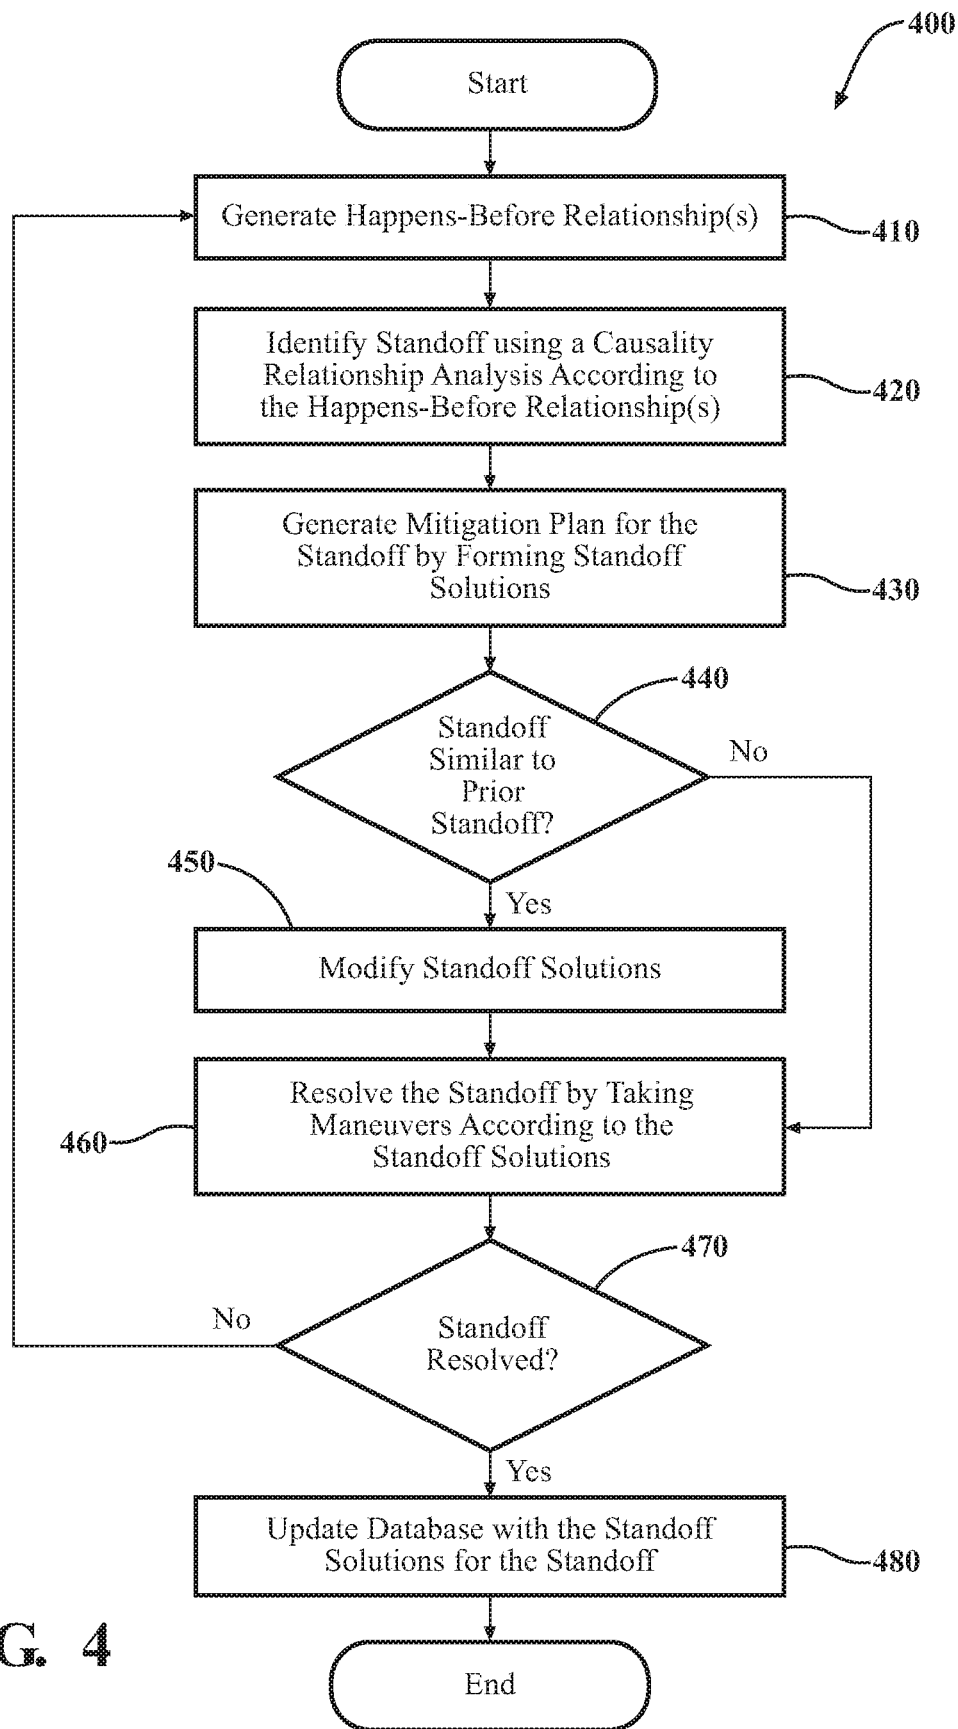 400
Start
Generate Happens-Before Relationship(s)
410
Identify Standoff using a Causality
Relationship Analysis According to
the Happens-Before Relationship(s)
420
Generate Mitigation Plan for the
Standoff by Forming Standoff
Solutions
430
440
Standoff
Similar to
Prior
Standoff?
No
450
Yes
Modify Standoff Solutions
Resolve the Standoff by Taking
Maneuvers According to the
Standoff Solutions
460
470
No
Standoff
Resolved?
Yes
Update Database with the Standoff
Solutions for the Standoff
480
G. 4
End